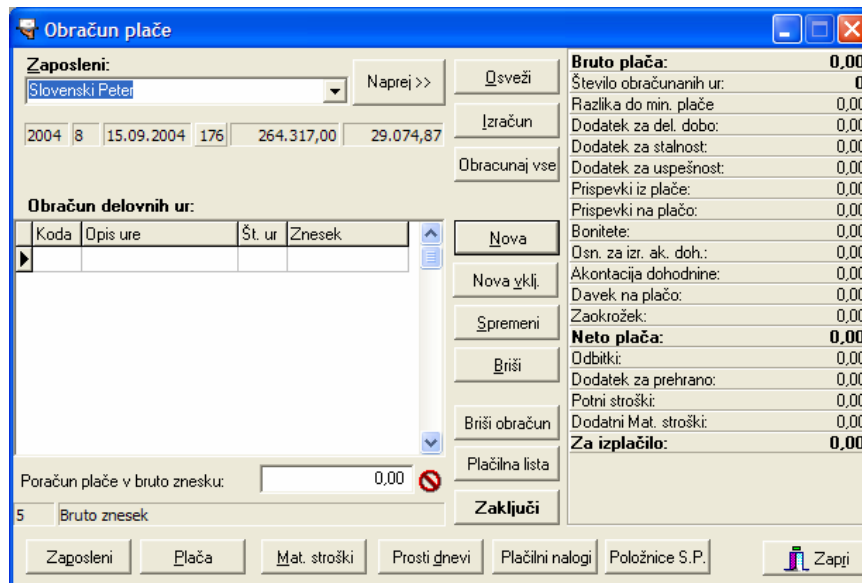 Obračun plače
Zaposleni:
Slovenski Peter
Naprej >>
2004 8 15.09.2004 176 264.317,00 29.074,87
Obračun delovnih ur:
Koda Opis ure Št. ur Znesek
Poračun plače v bruto znesku: 0,00
5 Bruto znesek
Osveži
Izračun
Obracunaj vse
Nova
Nova vklj.
Spremeni
Briši
Briši obračun
Plačilna lista
Zaključi
Bruto plača: 0,00
Število obračunanih ur: 0
Razlika do min. plače 0,00
Dodatek za del. dobo: 0,00
Dodatek za stalnost: 0,00
Dodatek za uspešnost: 0,00
Prispevki iz plače: 0,00
Prispevki na plačo: 0,00
Bonitete: 0,00
Osn. za izr. ak. doh.: 0,00
Akontacija dohodnine: 0,00
Davek na plačo: 0,00
Zaokrožek: 0,00
Neto plača: 0,00
Odbitki: 0,00
Dodatek za prehrano: 0,00
Potni stroški: 0,00
Dodatni Mat. stroški: 0,00
Za izplačilo: 0,00
Zaposleni Plača Mat. stroški Prosti dnevi Plačilni nalogi Položnice S.P. Zapri